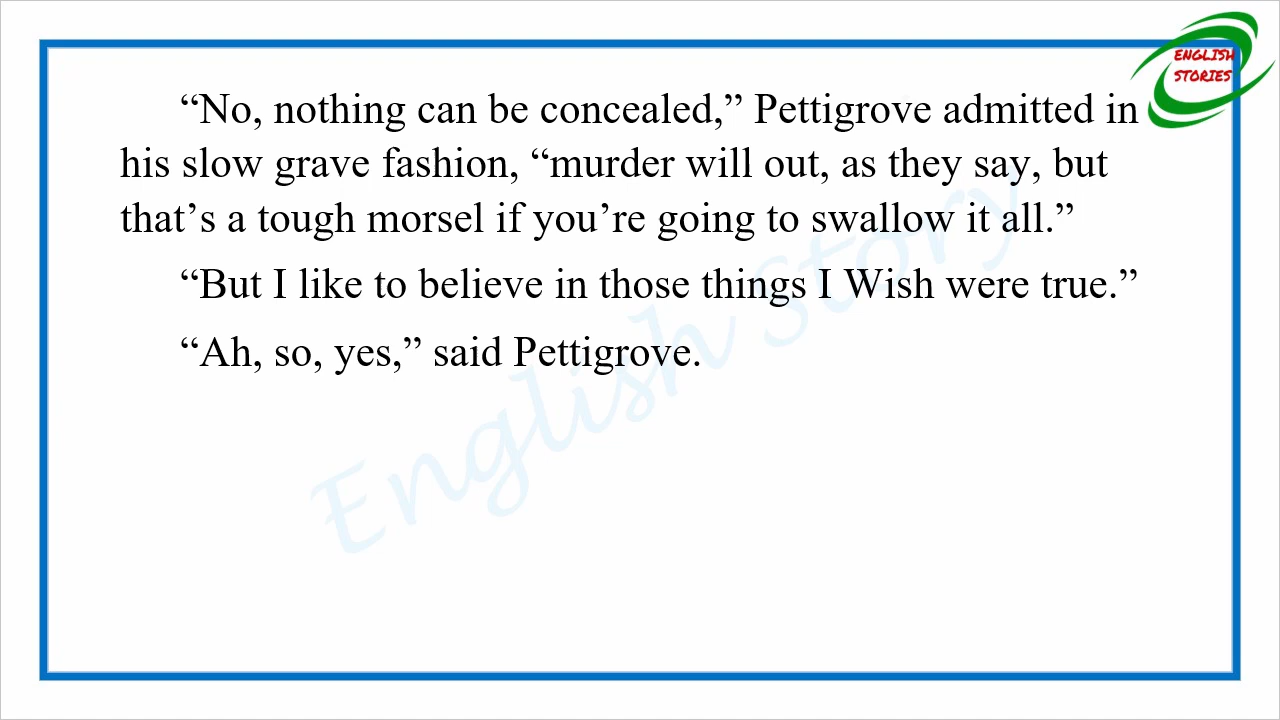 ENGLISH
STORIES
“No, nothing can be concealed,” Pettigrove admitted in
his slow grave fashion, “murder will out, as they say, but
that’s a tough morsel if you’re going to swallow it all.”
“But I like to believe in those things I Wish were true.”
“Ah, so, yes,” said Pettigrove.
English Story